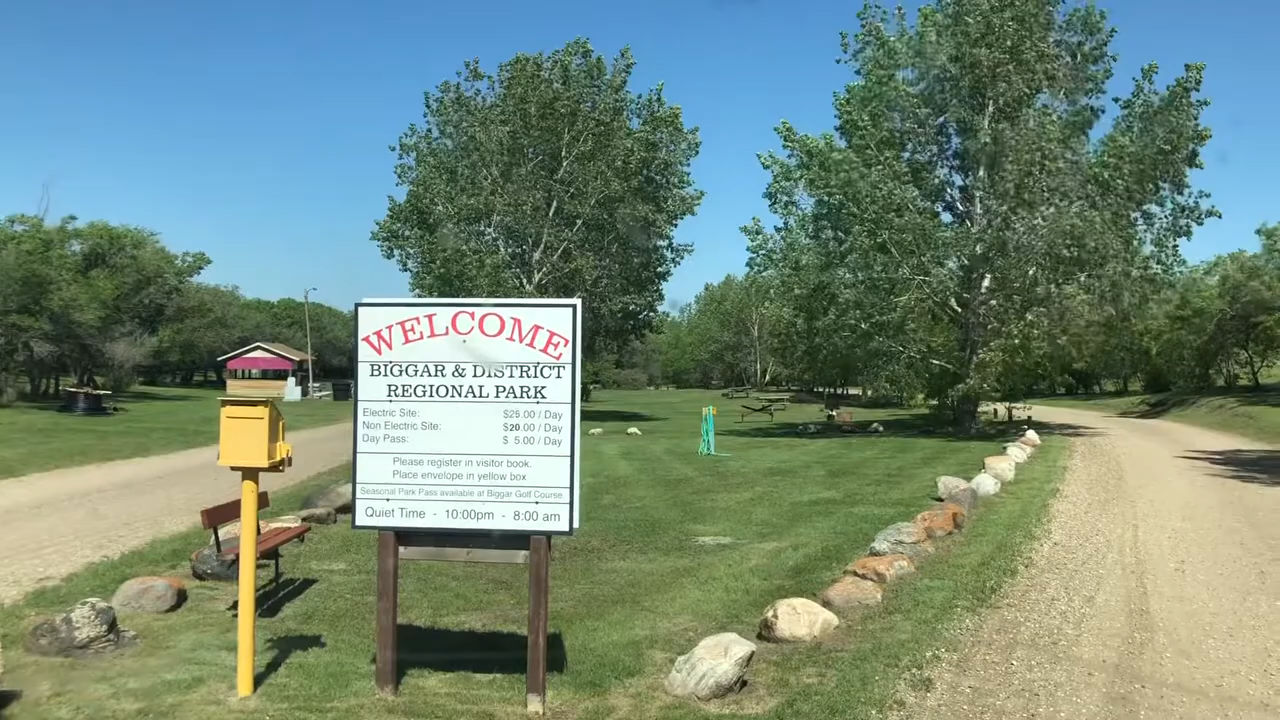 WELCOME
BIGGAR & DISTRICT
REGIONAL PARK
Electric Site: $25.00 / Day
Non Electric Site: $20.00 / Day
Day Pass: $ 5.00 / Day
Please register in visitor book.
Place envelope in yellow box
Seasonal Park Pass available at Biggar Golf Course
Quiet Time - 10:00pm - 8:00 am